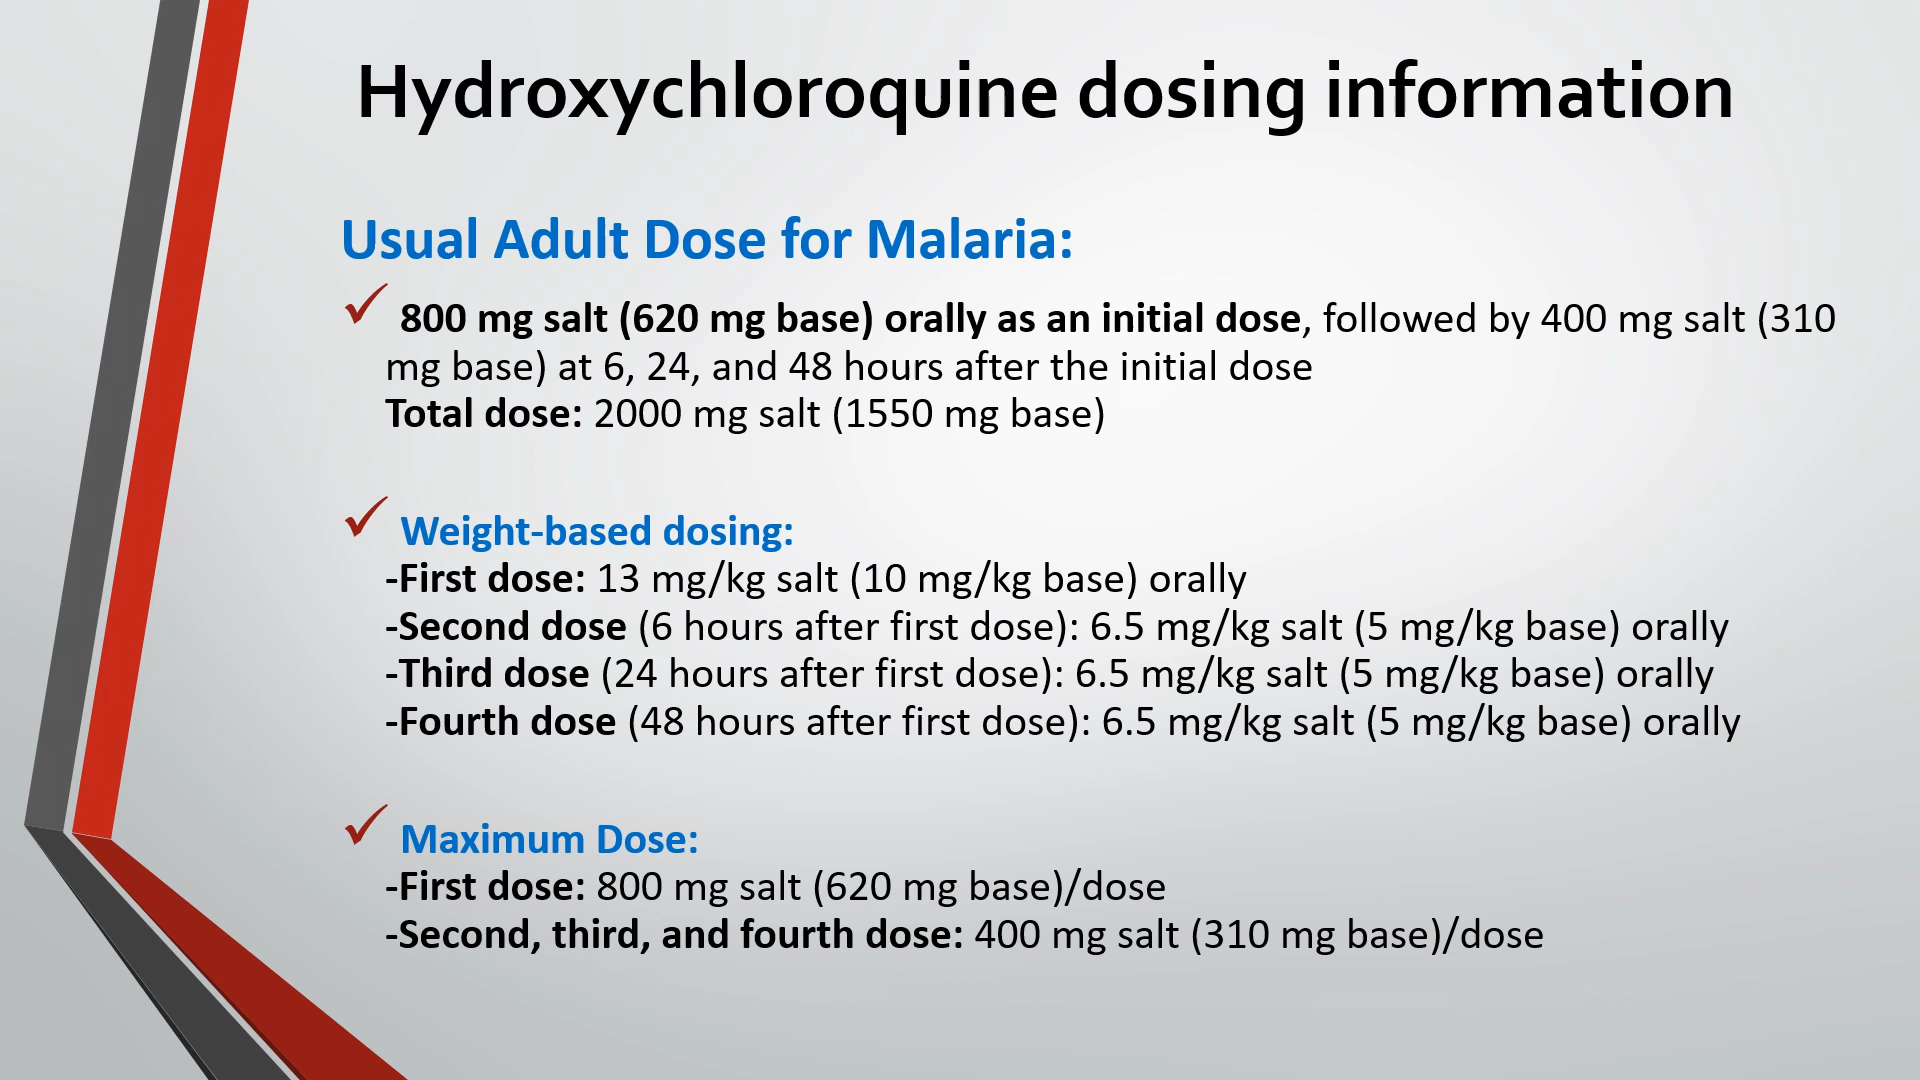 Hydroxychloroquine dosing information
Usual Adult Dose for Malaria:
✓ 800 mg salt (620 mg base) orally as an initial dose, followed by 400 mg salt (310
mg base) at 6, 24, and 48 hours after the initial dose
Total dose: 2000 mg salt (1550 mg base)
✓ Weight-based dosing:
-First dose: 13 mg/kg salt (10 mg/kg base) orally
-Second dose (6 hours after first dose): 6.5 mg/kg salt (5 mg/kg base) orally
-Third dose (24 hours after first dose): 6.5 mg/kg salt (5 mg/kg base) orally
-Fourth dose (48 hours after first dose): 6.5 mg/kg salt (5 mg/kg base) orally
✓ Maximum Dose:
-First dose: 800 mg salt (620 mg base)/dose
-Second, third, and fourth dose: 400 mg salt (310 mg base)/dose